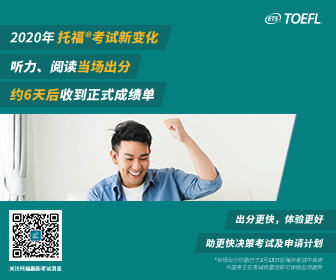 ETS TOEFL
2020年 托福®考试新变化
听力、阅读当场出分
约6天后收到正式成绩单
出分更快，体验更好
助更快决策考试及申请计划
关注托福最新考试消息